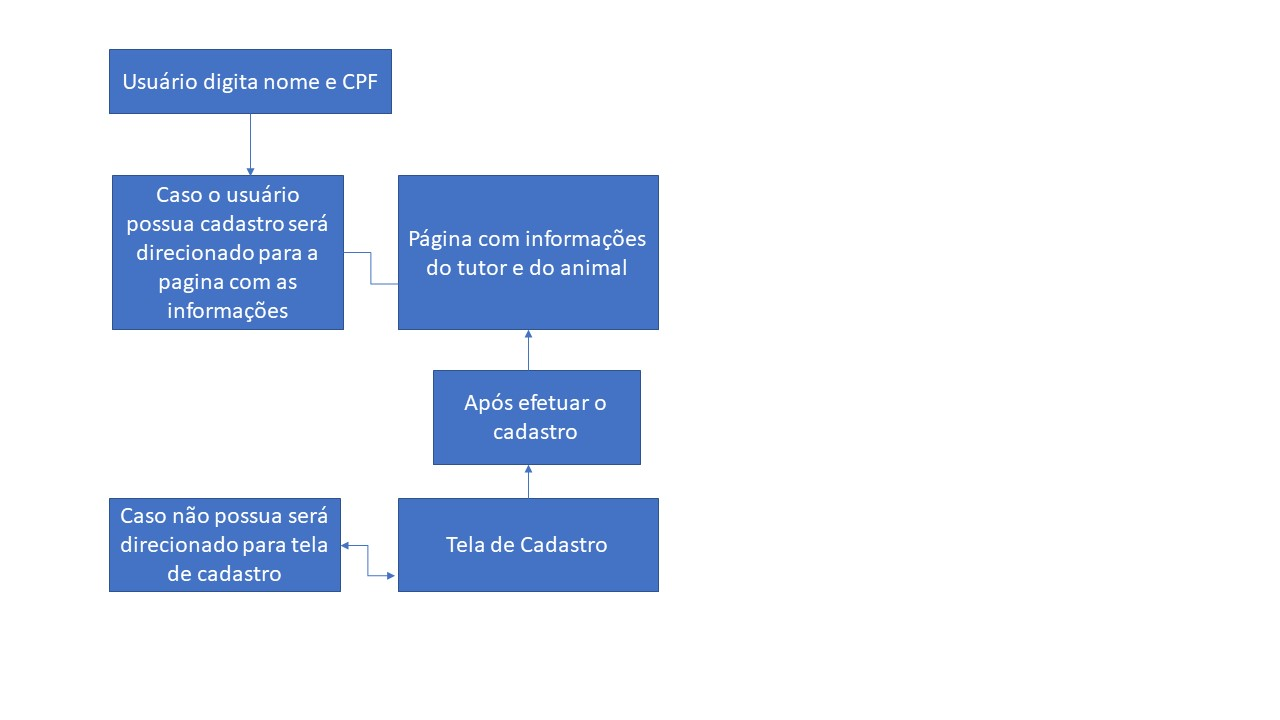 Usuário digita nome e CPF
Caso o usuário
possua cadastro será
direcionado para a
pagina com as
informações
Página com informações
do tutor e do animal
Após efetuar o
cadastro
Caso não possua será
direcionado para tela
de cadastro
Tela de Cadastro